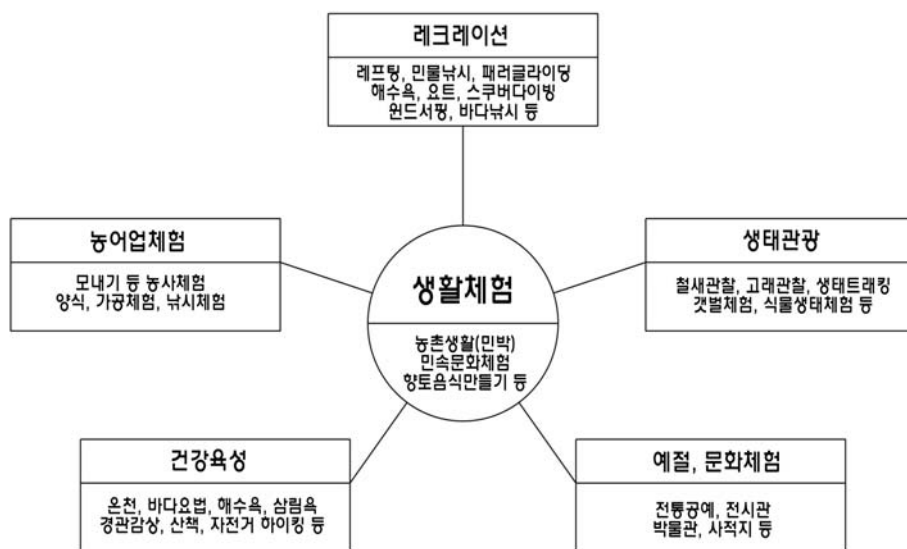 레크레이션
레프팅, 민물낚시, 패러글라이딩
해수욕, 요트, 스쿠버다이빙
윈드서핑, 바다낚시 등
농어업체험
모내기 등 농사체험
양식, 가공체험, 낚시체험
생태관광
철새관찰, 고래관찰, 생태트래킹
갯벌체험, 식물생태체험 등
생활체험
농촌생활(민박)
민속문화체험
향토음식만들기 등
건강육성
온천, 바다요법, 해수욕, 삼림욕
경관감상, 산책, 자전거 하이킹 등
예절, 문화체험
전통공예, 전시관
박물관, 사적지 등